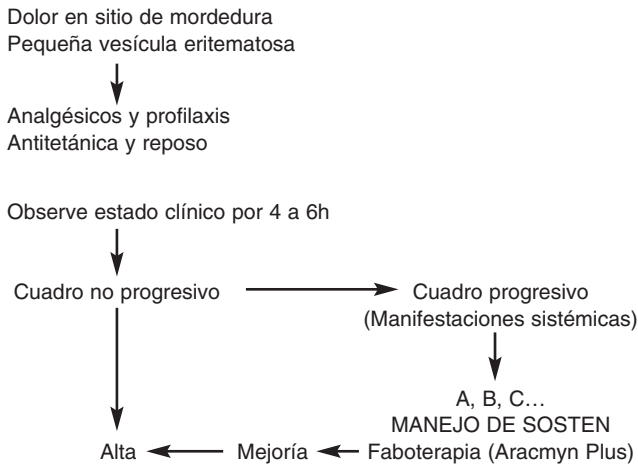 Dolor en sitio de mordedura
Pequeña vesícula eritematosa
Analgésicos y profilaxis
Antitetánica y reposo
Observe estado clínico por 4 a 6h
Cuadro no progresivo
Cuadro progresivo
(Manifestaciones sistémicas)
A, B, C...
MANEJO DE SOSTEN
Alta
Mejoría
Faboterapia (Aracmyn Plus)